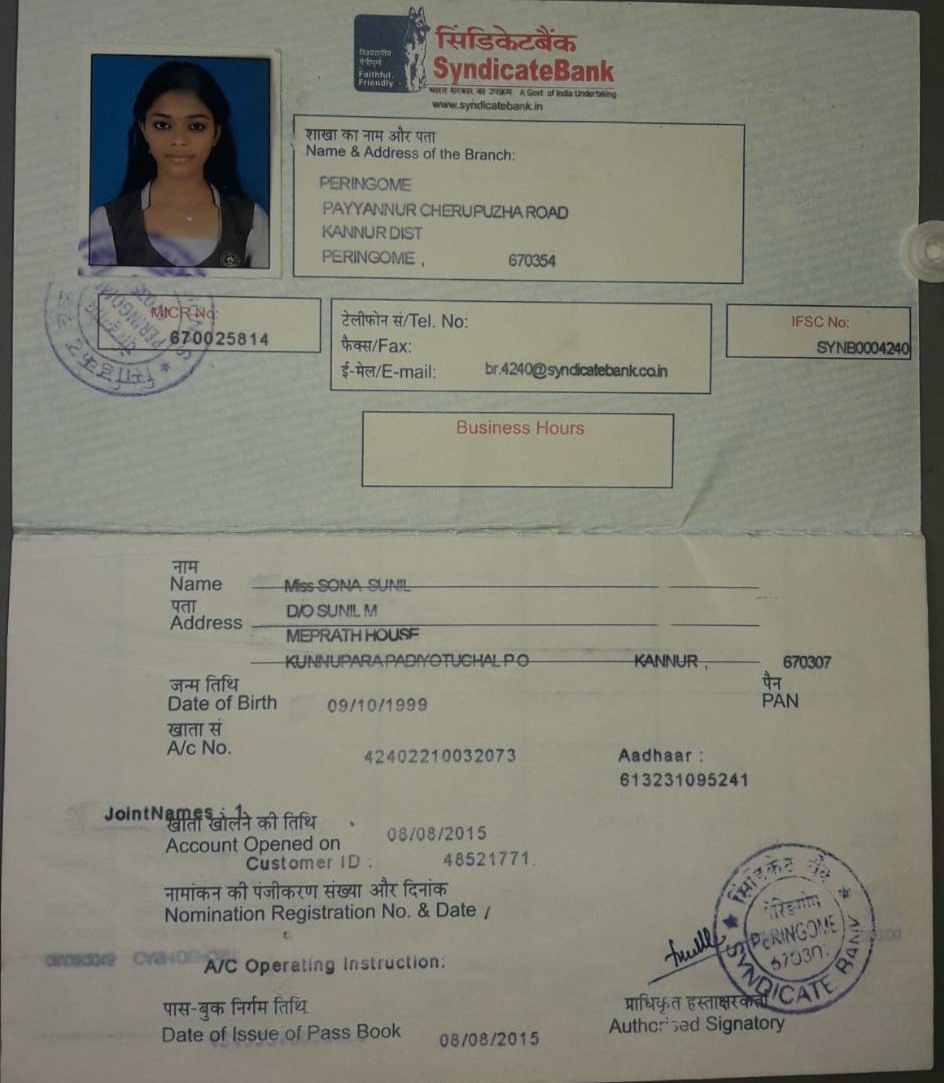 सिंडिकेटबैंक
SyndicateBank
Faithful
Friendly
भारत सरकार का उपक्रम A Govt. of India Undertaking
www.syndicatebank.in
शाखा का नाम और पता
Name & Address of the Branch:
PERINGOME
PAYYANNUR CHERUPUZHA ROAD
KANNUR DIST
PERINGOME , 670354
MICR No:
670025814
टेलीफोन सं/Tel. No:
फैक्स/Fax:
ई-मेल/E-mail: br.4240@syndicatebank.co.in
IFSC No:
SYNB0004240
Business Hours
नाम
Name Miss SONA SUNIL
पता D/O SUNIL M
Address
MEPRATH HOUSE
KUNNUPARA PADIYOTUCHAL P O KANNUR , 670307
जन्म तिथि
Date of Birth 09/10/1999
पैन
PAN
खाता सं
A/c No. 42402210032073
Aadhaar :
613231095241
JointNames : 1.
खाता खोलने की तिथि
Account Opened on 08/08/2015
Customer ID : 48521771.
नामांकन की पंजीकरण संख्या और दिनांक
Nomination Registration No. & Date /
A/C Operating Instruction:
पास-बुक निर्गम तिथि
Date of Issue of Pass Book 08/08/2015
सिंडिकेट बैंक
पेरिंगोम
PERINGOME
SYNDICATE BANK
प्राधिकृत हस्ताक्षरकर्ता
Authorised Signatory